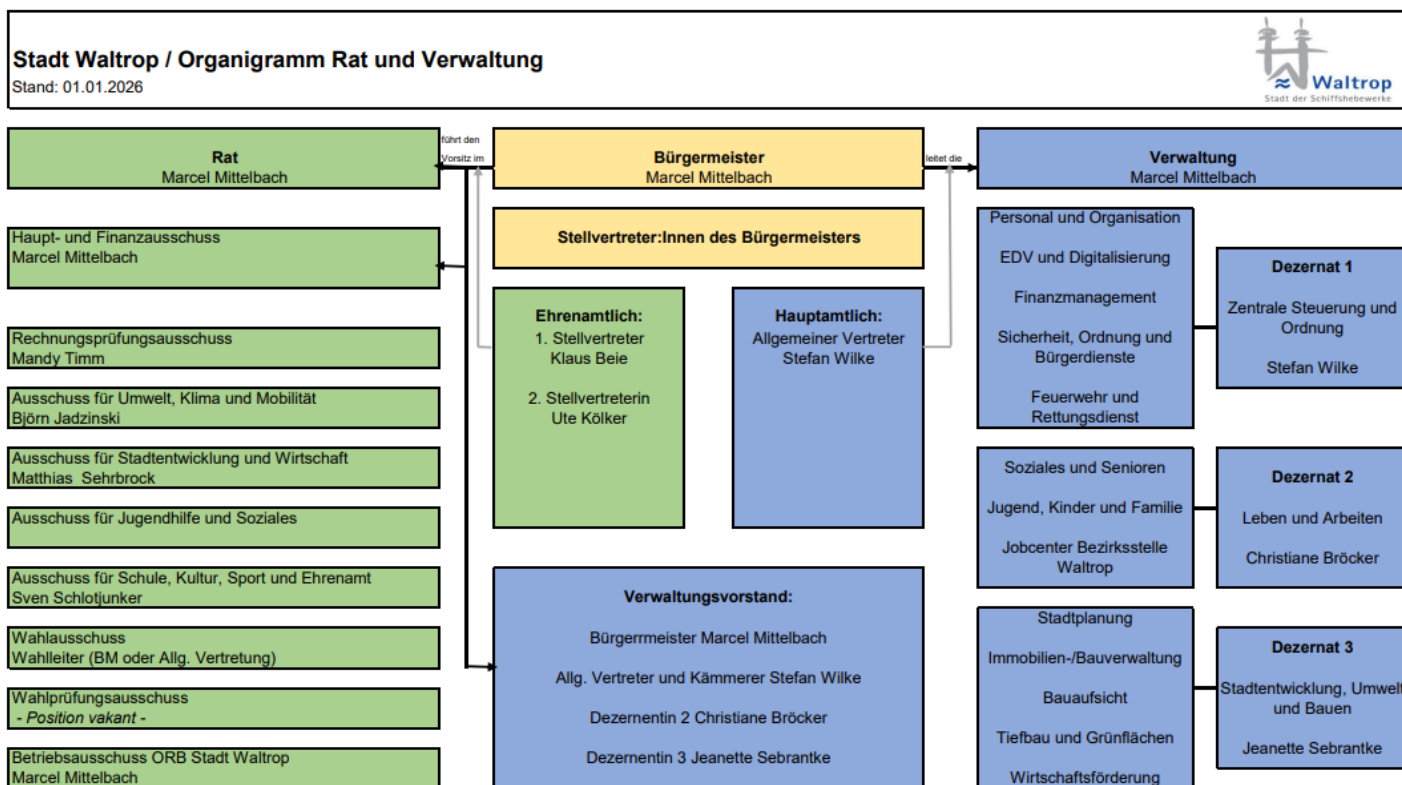 Stadt Waltrop / Organigramm Rat und Verwaltung
Stand: 01.01.2026
Waltrop
Stadt der Schiffshebewerke
Rat
Marcel Mittelbach
führt den
Vorsitz im
Bürgermeister
Marcel Mittelbach
leitet die
Verwaltung
Marcel Mittelbach
Haupt- und Finanzausschuss
Marcel Mittelbach
Rechnungsprüfungsausschuss
Mandy Timm
Ausschuss für Umwelt, Klima und Mobilität
Björn Jadzinski
Ausschuss für Stadtentwicklung und Wirtschaft
Matthias  Sehrbrock
Ausschuss für Jugendhilfe und Soziales
Ausschuss für Schule, Kultur, Sport und Ehrenamt
Sven Schlotjunker
Wahlausschuss
Wahlleiter (BM oder Allg. Vertretung)
Wahlprüfungsausschuss
- Position vakant -
Betriebsausschuss ORB Stadt Waltrop
Marcel Mittelbach
Stellvertreter:Innen des Bürgermeisters
Ehrenamtlich:
1. Stellvertreter
Klaus Beie
2. Stellvertreterin
Ute Kölker
Hauptamtlich:
Allgemeiner Vertreter
Stefan Wilke
Verwaltungsvorstand:
Bürgerrmeister Marcel Mittelbach
Allg. Vertreter und Kämmerer Stefan Wilke
Dezernentin 2 Christiane Bröcker
Dezernentin 3 Jeanette Sebrantke
Personal und Organisation
EDV und Digitalisierung
Finanzmanagement
Sicherheit, Ordnung und
Bürgerdienste
Feuerwehr und
Rettungsdienst
Dezernat 1
Zentrale Steuerung und
Ordnung
Stefan Wilke
Soziales und Senioren
Jugend, Kinder und Familie
Jobcenter Bezirksstelle
Waltrop
Dezernat 2
Leben und Arbeiten
Christiane Bröcker
Stadtplanung
Immobilien-/Bauverwaltung
Bauaufsicht
Tiefbau und Grünflächen
Wirtschaftsförderung
Dezernat 3
Stadtentwicklung, Umwelt
und Bauen
Jeanette Sebrantke